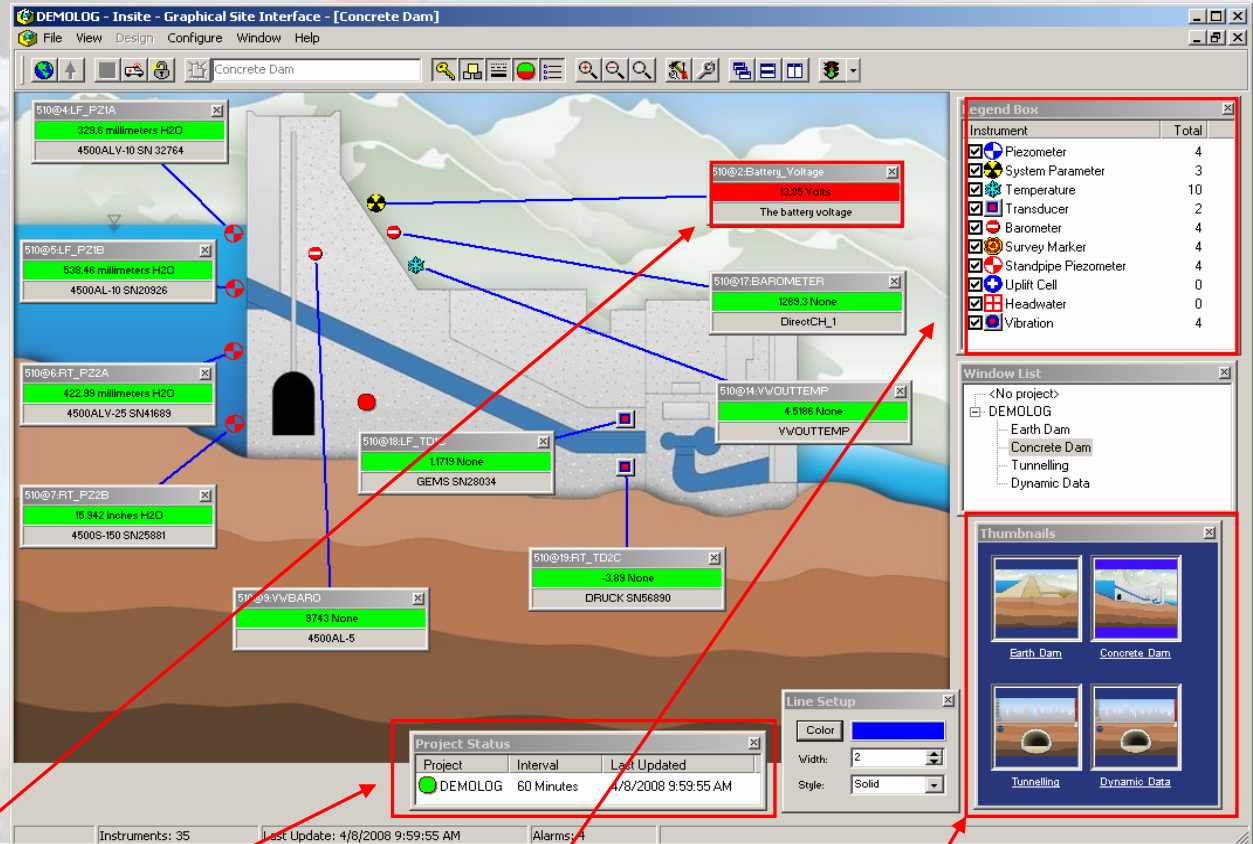 DEMOLOG - Insite - Graphical Site Interface - [Concrete Dam]
File View Design Configure Window Help
Concrete Dam
510@4:LF_PZ1A
329.6 millimeters H2O
4500ALV-10 SN 32764
510@5:LF_PZ1B
538.46 millimeters H2O
4500AL-10 SN20926
510@6:RT_PZ2A
422.99 millimeters H2O
4500ALV-25 SN41689
510@7:RT_PZ2B
15.942 inches H2O
4500S-150 SN25881
510@9:VWBARO
9743 None
4500AL-5
510@2:Battery_Voltage
13.95 Volts
The battery voltage
510@17:BAROMETER
1289.3 None
DirectCH_1
510@14:VWOUTTEMP
4.5186 None
VWOUTTEMP
510@18:LF_TD1C
1.1719 None
GEMS SN28034
510@19:RT_TD2C
-3.89 None
DRUCK SN56890
Legend Box
Instrument Total
Piezometer 4
System Parameter 3
Temperature 10
Transducer 2
Barometer 4
Survey Marker 4
Standpipe Piezometer 4
Uplift Cell 0
Headwater 0
Vibration 4
Window List
<No project>
DEMOLOG
Earth Dam
Concrete Dam
Tunnelling
Dynamic Data
Thumbnails
Earth Dam Concrete Dam
Tunnelling Dynamic Data
Line Setup
Color
Width: 2
Style: Solid
Project Status
Project Interval Last Updated
DEMOLOG 60 Minutes 4/8/2008 9:59:55 AM
Instruments: 35 Last Update: 4/8/2008 9:59:55 AM Alarms: 4